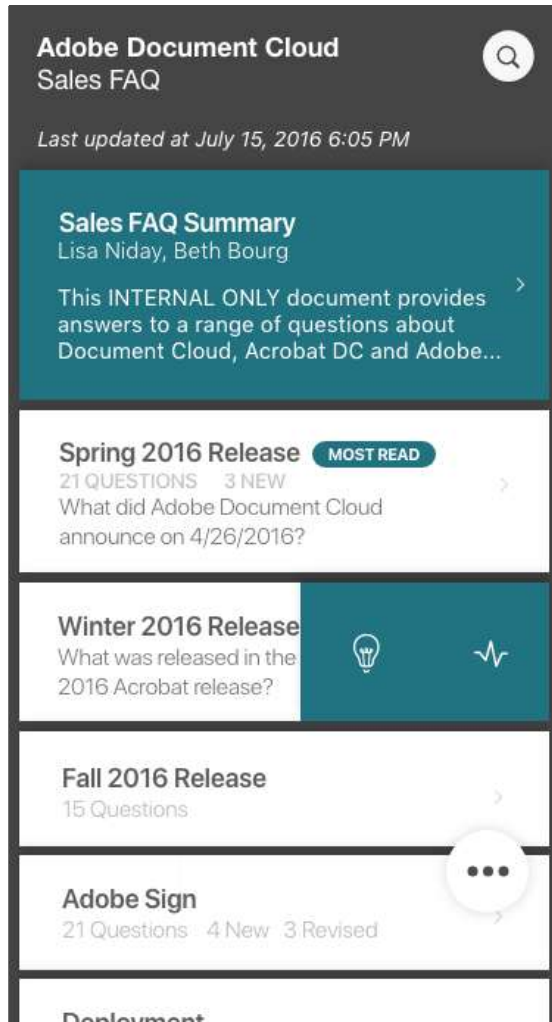 Adobe Document Cloud
Sales FAQ
Last updated at July 15, 2016 6:05 PM
Sales FAQ Summary
Lisa Niday, Beth Bourg
This INTERNAL ONLY document provides
answers to a range of questions about
Document Cloud, Acrobat DC and Adobe...
Spring 2016 Release MOST READ
21 QUESTIONS 3 NEW
What did Adobe Document Cloud
announce on 4/26/2016?
Winter 2016 Release
What was released in the
2016 Acrobat release?
Fall 2016 Release
15 Questions
Adobe Sign
21 Questions 4 New 3 Revised
Deployment